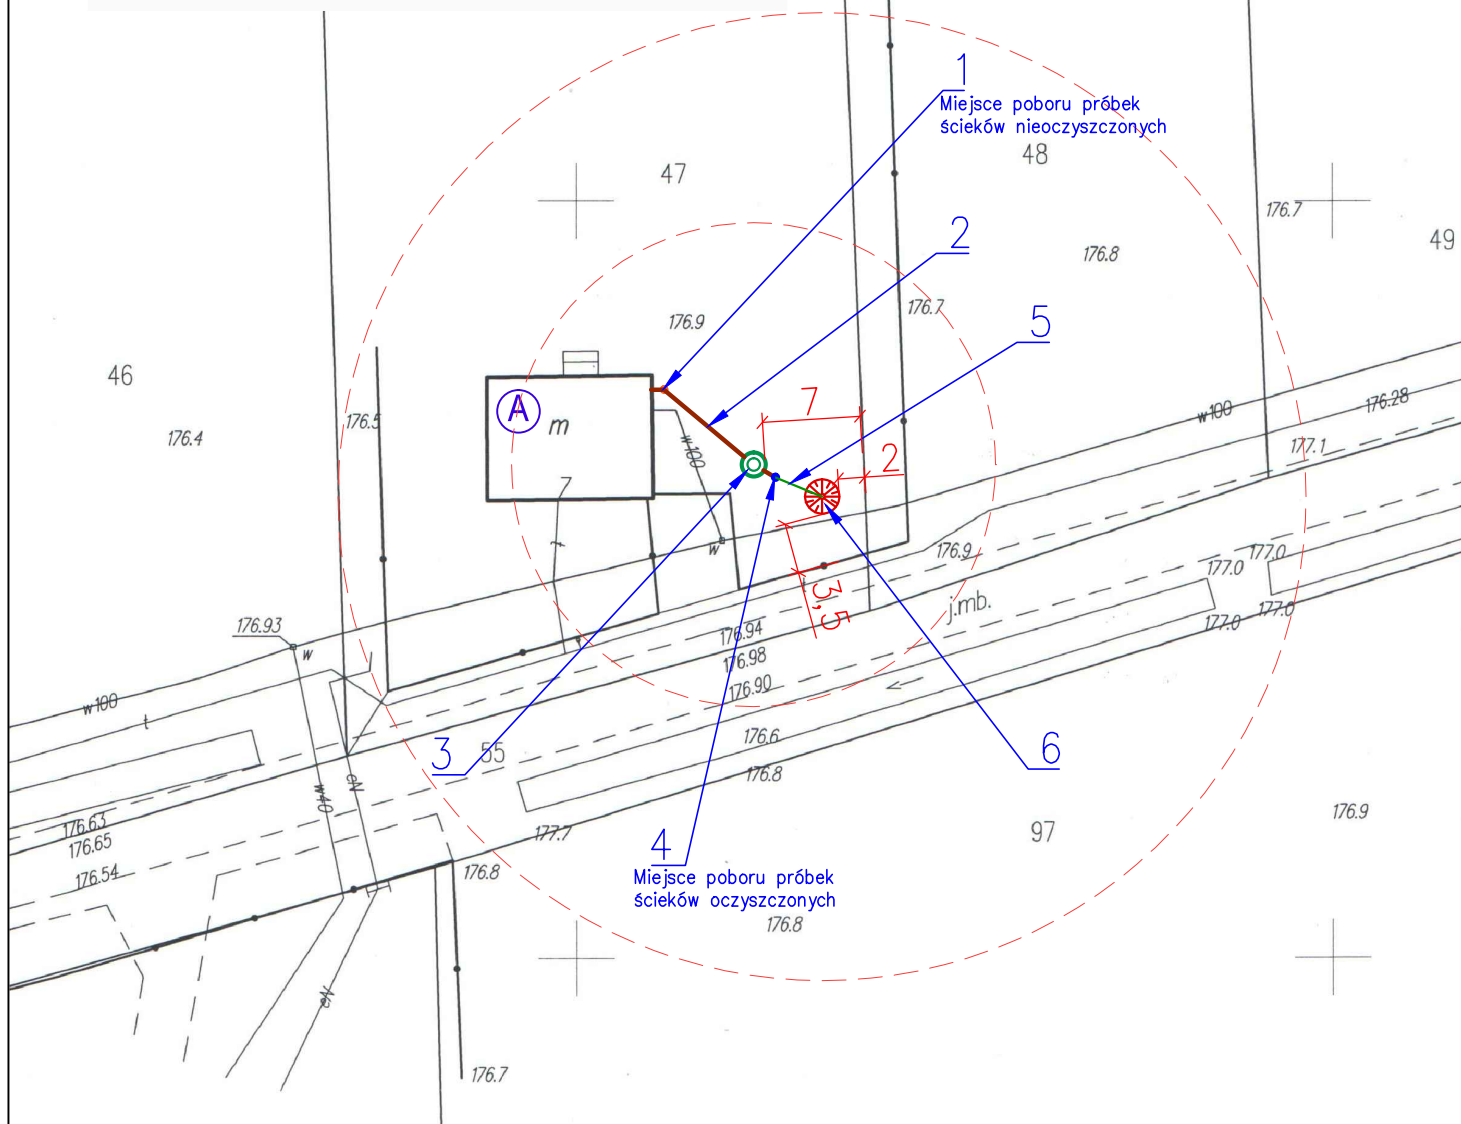 1
Miejsce poboru próbek
ścieków nieoczyszczonych
47
48
2
176.7
49
176.8
176.9
176.7
5
46
176.5
A
m
7
176.28
w100
176.4
w100
177.1
2
7
t
w
176.9
177.0
177.0
3,5
j.mb.
177.0
177.0
176.93
w
176.94
176.98
176.90
w100
t
3
55
176.6
6
eN
w40
176.8
176.63
176.65
177.7
97
176.9
4
176.54
176.8
Miejsce poboru próbek
ścieków oczyszczonych
176.8
eN
176.7